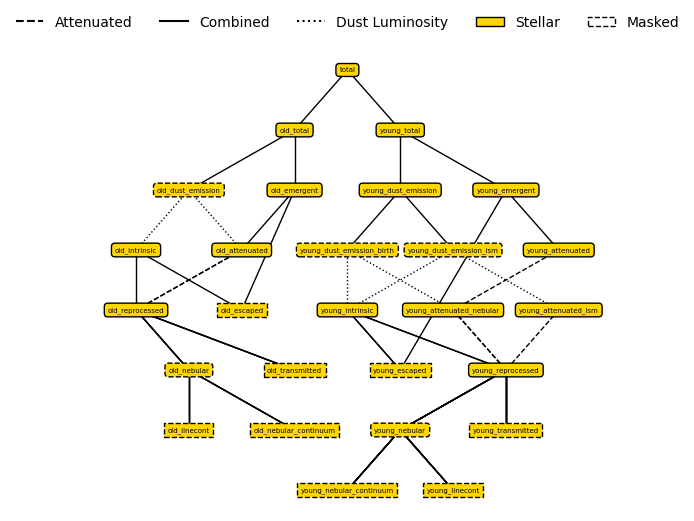 Attenuated Combined Dust Luminosity Stellar Masked
total
old_total young_total
old_dust_emission old_emergent young_dust_emission young_emergent
old_intrinsic old_attenuated young_dust_emission_birth young_dust_emission_ism young_attenuated
old_reprocessed old_escaped young_intrinsic young_attenuated_nebular young_attenuated_ism
old_nebular old_transmitted young_escaped young_reprocessed
old_linecont old_nebular_continuum young_nebular young_transmitted
young_nebular_continuum young_linecont